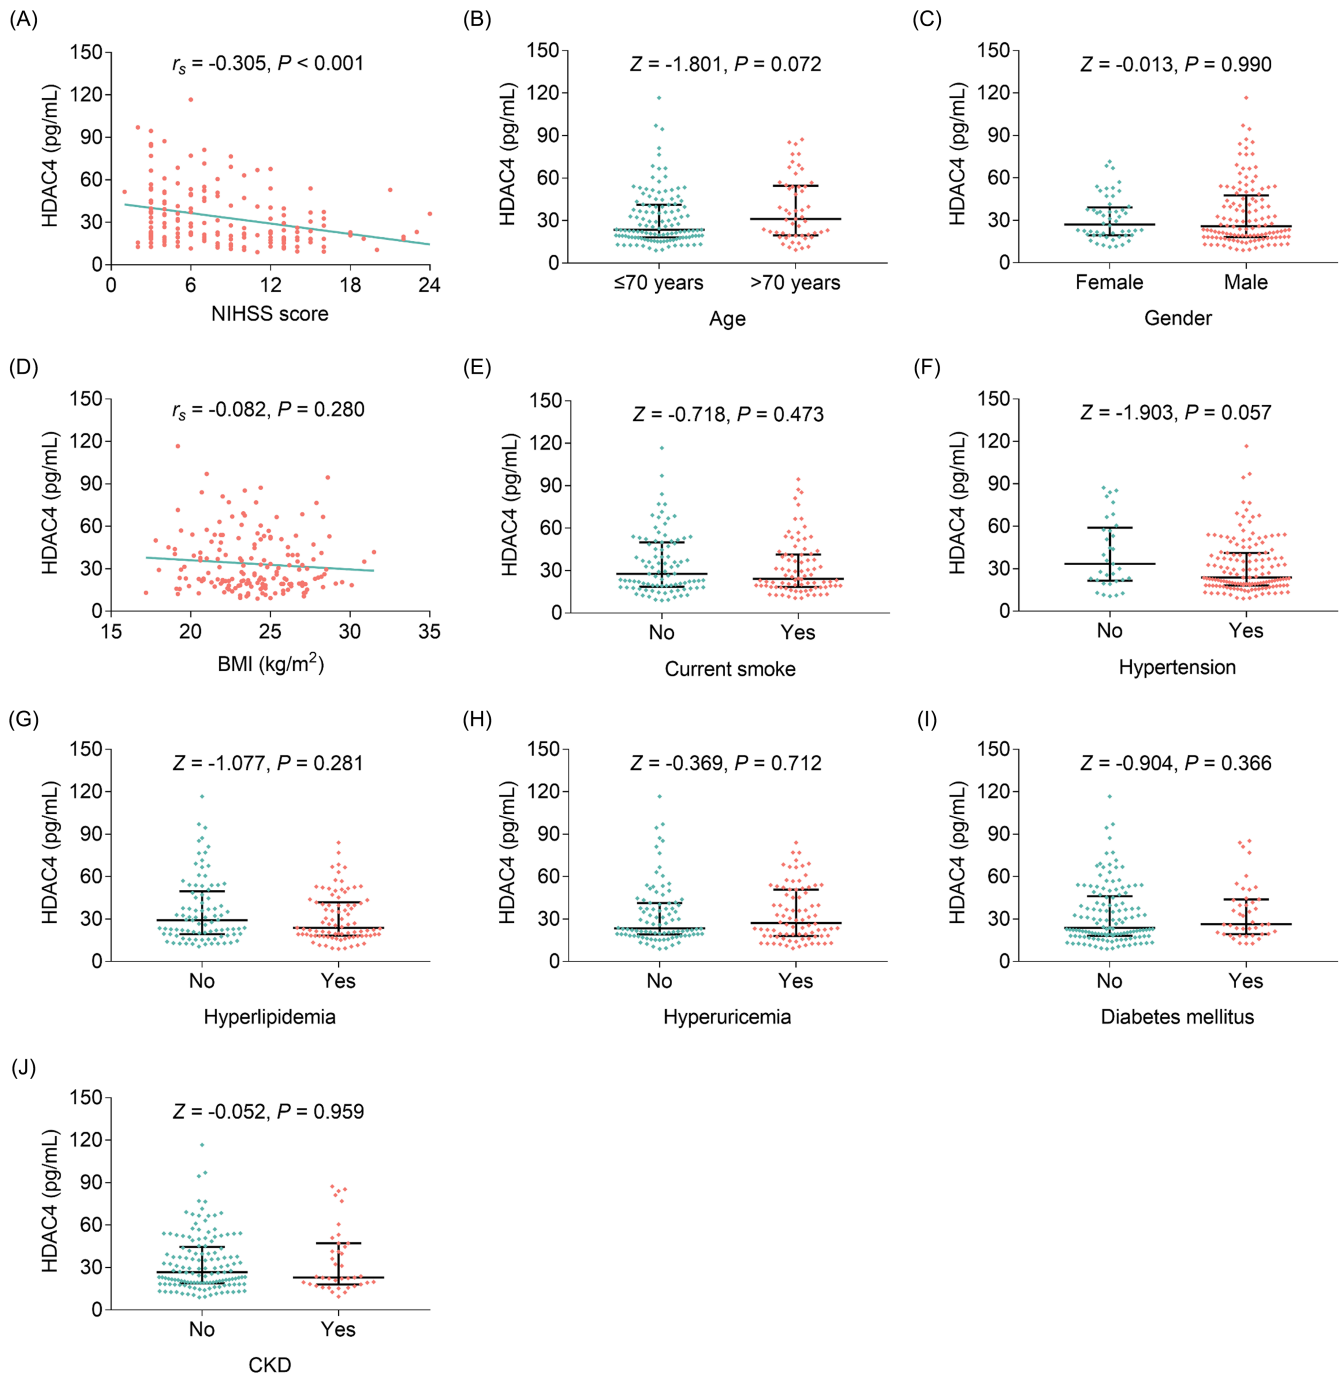 (A)
rs = -0.305, P < 0.001
HDAC4 (pg/mL)
150
120
90
60
30
0
0 6 12 18 24
NIHSS score
(B)
Z = -1.801, P = 0.072
HDAC4 (pg/mL)
150
120
90
60
30
0
≤70 years >70 years
Age
(C)
Z = -0.013, P = 0.990
HDAC4 (pg/mL)
150
120
90
60
30
0
Female Male
Gender
(D)
rs = -0.082, P = 0.280
HDAC4 (pg/mL)
150
120
90
60
30
0
15 20 25 30 35
BMI (kg/m²)
(E)
Z = -0.718, P = 0.473
HDAC4 (pg/mL)
150
120
90
60
30
0
No Yes
Current smoke
(F)
Z = -1.903, P = 0.057
HDAC4 (pg/mL)
150
120
90
60
30
0
No Yes
Hypertension
(G)
Z = -1.077, P = 0.281
HDAC4 (pg/mL)
150
120
90
60
30
0
No Yes
Hyperlipidemia
(H)
Z = -0.369, P = 0.712
HDAC4 (pg/mL)
150
120
90
60
30
0
No Yes
Hyperuricemia
(I)
Z = -0.904, P = 0.366
HDAC4 (pg/mL)
150
120
90
60
30
0
No Yes
Diabetes mellitus
(J)
Z = -0.052, P = 0.959
HDAC4 (pg/mL)
150
120
90
60
30
0
No Yes
CKD